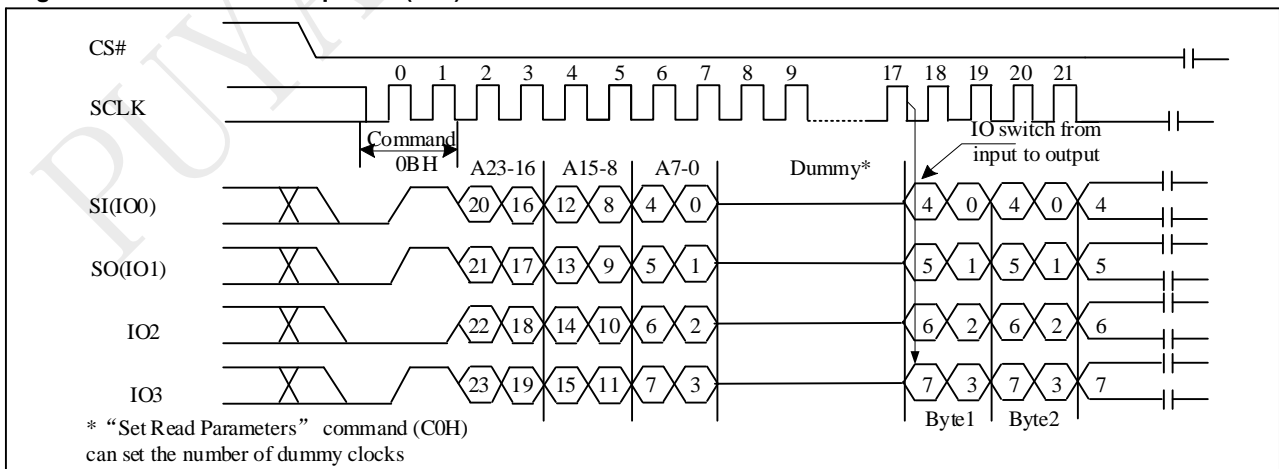 CS#
0 1 2 3 4 5 6 7 8 9 17 18 19 20 21
SCLK
Command
0BH
IO switch from
input to output
A23-16 A15-8 A7-0 Dummy*
SI(IO0) 20 16 12 8 4 0 4 0 4 0 4
SO(IO1) 21 17 13 9 5 1 5 1 5 1 5
IO2 22 18 14 10 6 2 6 2 6 2 6
IO3 23 19 15 11 7 3 7 3 7 3 7
Byte1 Byte2
* “Set Read Parameters” command (C0H)
can set the number of dummy clocks